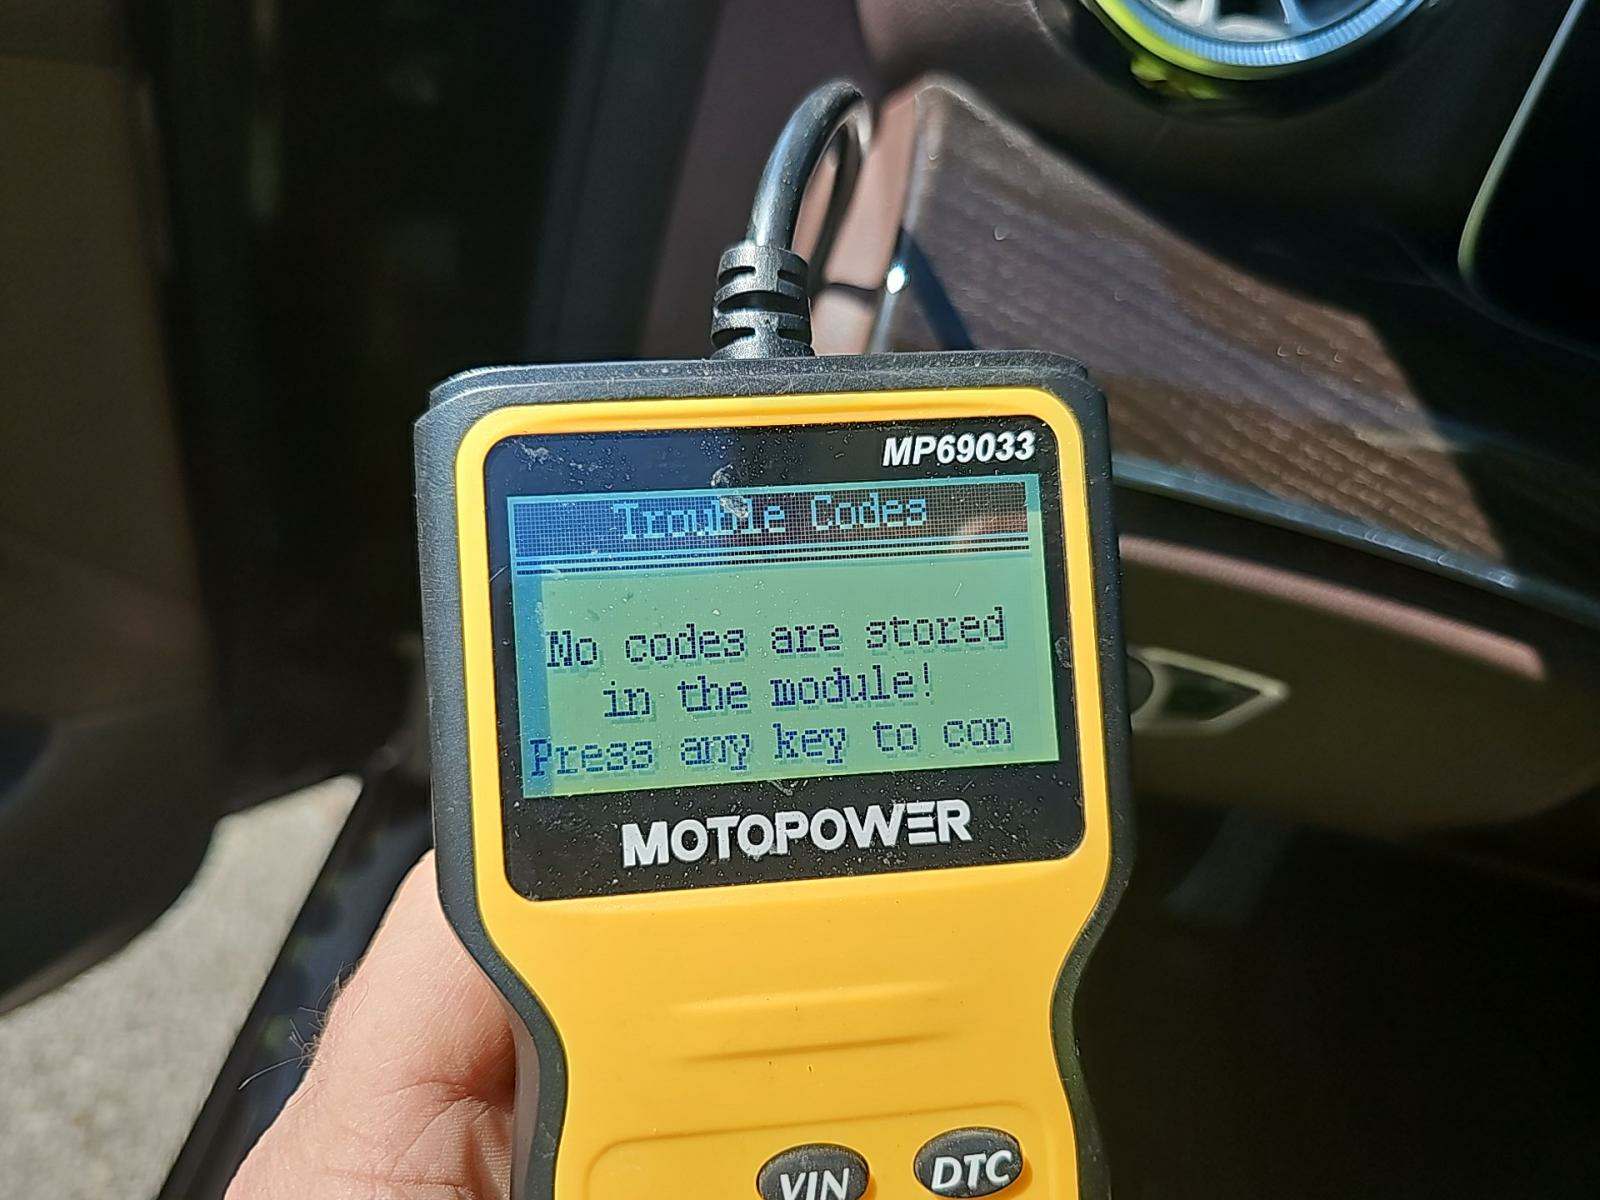 MP69033
Trouble Codes
No codes are stored
in the module!
Press any key to con
MOTOPOWER
VIN
DTC